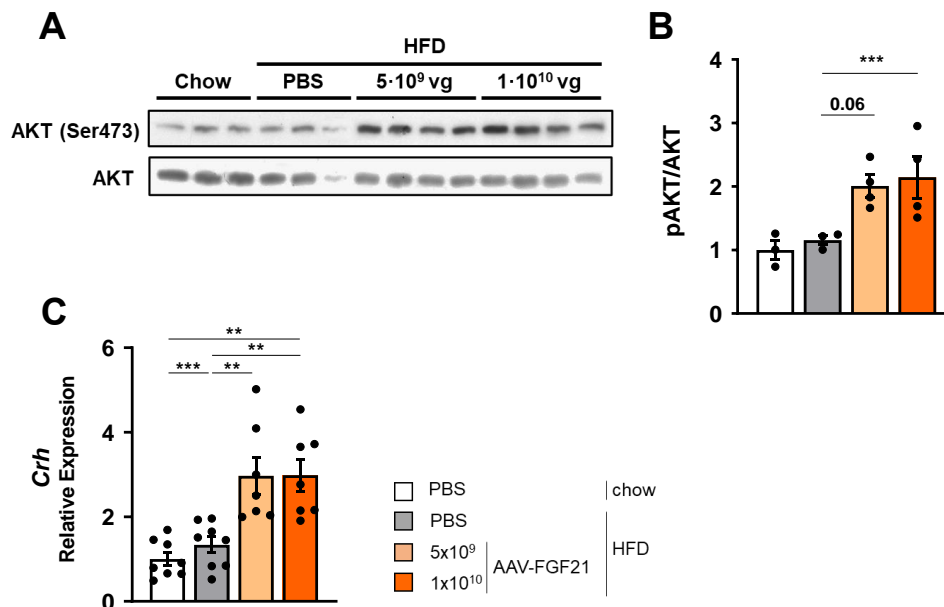 A
HFD
Chow PBS 5·10⁹ vg 1·10¹⁰ vg
AKT (Ser473)
AKT
B
pAKT/AKT
4
3
2
1
0
***
0.06
C
Crh
Relative Expression
6
4
2
0
**
**
*** **
PBS chow
PBS
HFD
5x10⁹
AAV-FGF21
1x10¹⁰